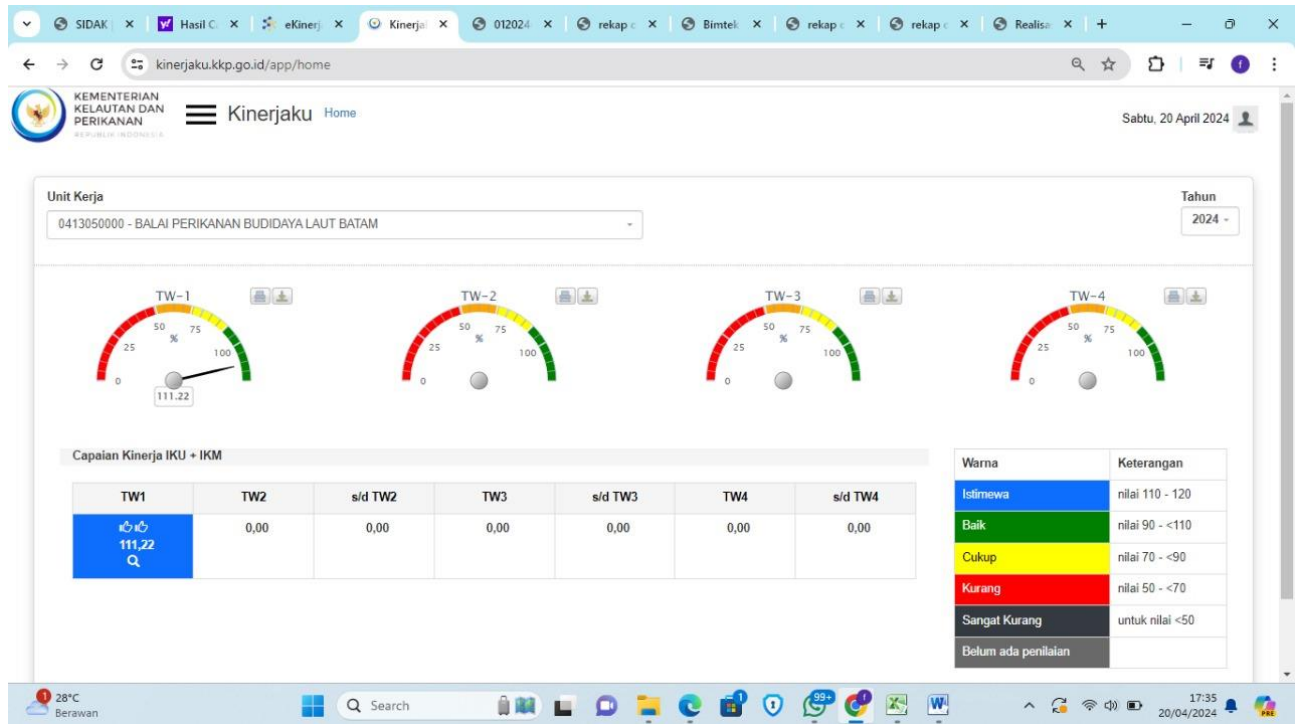 SIDAK
Hasil C
eKinerj
Kinerja
012024
rekap c
Bimtek
rekap c
rekap c
Realisa
kinerjaku.kkp.go.id/app/home
f
KEMENTERIAN
KELAUTAN DAN
PERIKANAN
REPUBLIK INDONESIA
Kinerjaku Home
Sabtu, 20 April 2024
Unit Kerja
Tahun
0413050000 - BALAI PERIKANAN BUDIDAYA LAUT BATAM
2024
TW-1
0 25 50 75 100
%
111.22
TW-2
0 25 50 75 100
%
TW-3
0 25 50 75 100
%
TW-4
0 25 50 75 100
%
Capaian Kinerja IKU + IKM
TW1 TW2 s/d TW2 TW3 s/d TW3 TW4 s/d TW4
111,22 0,00 0,00 0,00 0,00 0,00 0,00
Warna Keterangan
Istimewa nilai 110 - 120
Baik nilai 90 - <110
Cukup nilai 70 - <90
Kurang nilai 50 - <70
Sangat Kurang untuk nilai <50
Belum ada penilaian
1
28°C
Berawan
Search
99+
17:35
20/04/2024
PRE